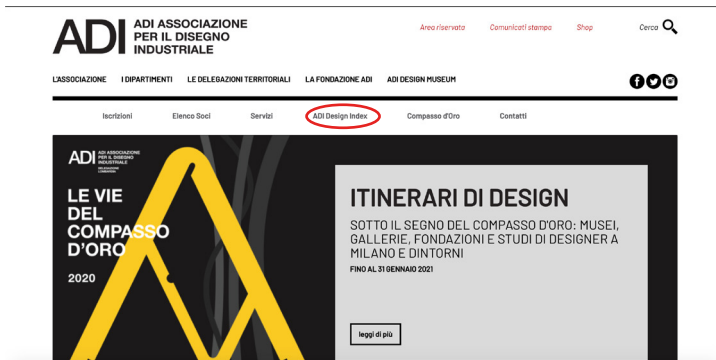 ADI ADI ASSOCIAZIONE
PER IL DISEGNO
INDUSTRIALE
Area riservata Comunicati stampa Shop Cerca
L'ASSOCIAZIONE I DIPARTIMENTI LE DELEGAZIONI TERRITORIALI LA FONDAZIONE ADI ADI DESIGN MUSEUM
Iscrizioni Elenco Soci Servizi ADI Design Index Compasso d'Oro Contatti
ADI ADI ASSOCIAZIONE
PER IL DISEGNO
INDUSTRIALE
DELEGAZIONE
LOMBARDIA
LE VIE
DEL
COMPASSO
D'ORO
2020
ITINERARI DI DESIGN
SOTTO IL SEGNO DEL COMPASSO D'ORO: MUSEI,
GALLERIE, FONDAZIONI E STUDI DI DESIGNER A
MILANO E DINTORNI
FINO AL 31 GENNAIO 2021
leggi di più